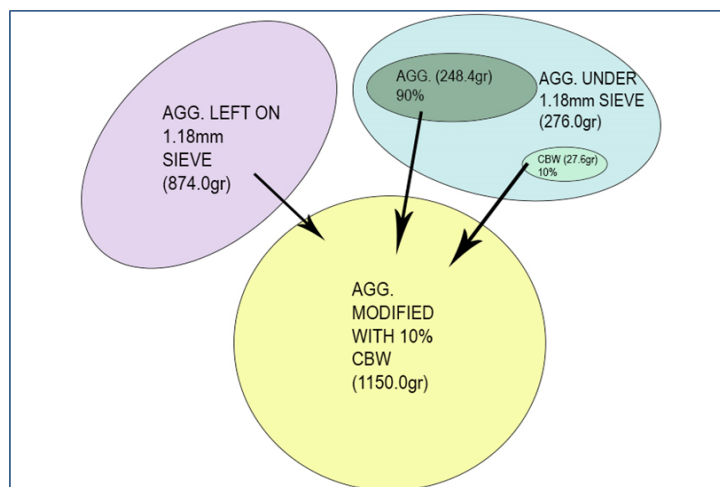 AGG. LEFT ON
1.18mm
SIEVE
(874.0gr)
AGG. (248.4gr)
90%
AGG. UNDER
1.18mm SIEVE
(276.0gr)
CBW (27.6gr)
10%
AGG.
MODIFIED
WITH 10%
CBW
(1150.0gr)